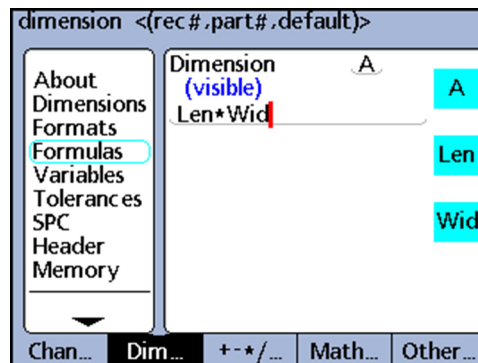 dimension <(rec#,part#,default)>
About
Dimensions
Formats
Formulas
Variables
Tolerances
SPC
Header
Memory
Dimension A
(visible)
Len*Wid
A
Len
Wid
Chan... Dim... +-*/... Math... Other...